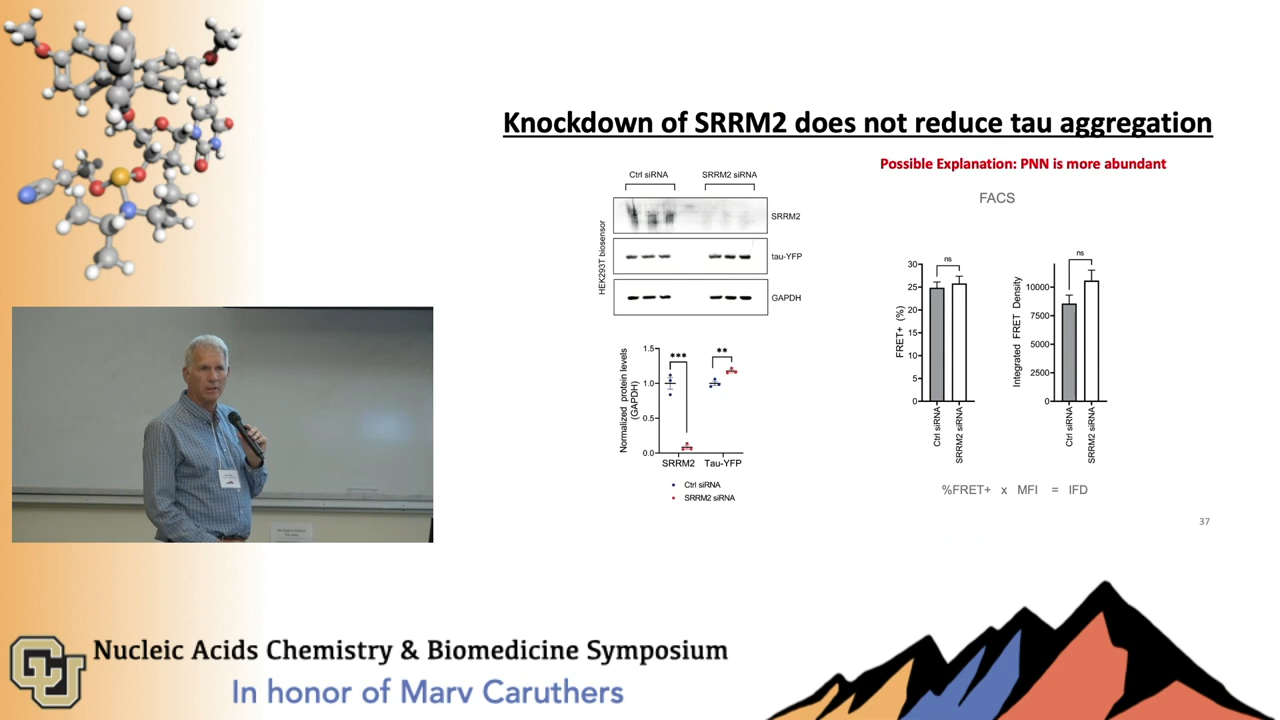 Knockdown of SRRM2 does not reduce tau aggregation
Possible Explanation: PNN is more abundant
Ctrl siRNA
SRRM2 siRNA
HEK293T biosensor
SRRM2
tau-YFP
GAPDH
Normalized protein levels
(GAPDH)
1.5
1.0
0.5
0.0
***
**
SRRM2
Tau-YFP
Ctrl siRNA
SRRM2 siRNA
FACS
FRET+ (%)
30
25
20
15
10
5
0
ns
Ctrl siRNA
SRRM2 siRNA
Integrated FRET Density
10000
7500
5000
2500
0
ns
Ctrl siRNA
SRRM2 siRNA
%FRET+ x MFI = IFD
37
CU
Nucleic Acids Chemistry & Biomedicine Symposium
In honor of Marv Caruthers